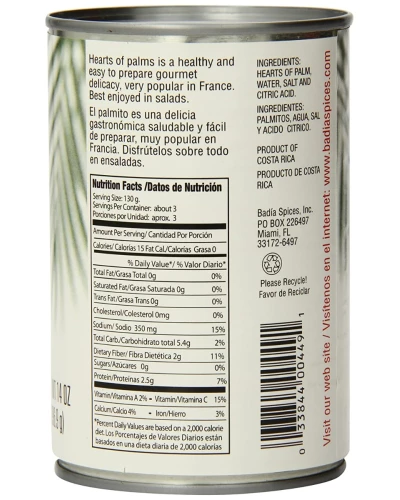 Hearts of palms is a healthy and
easy to prepare gourmet
delicacy, very popular in France.
Best enjoyed in salads.
El palmito es una delicia
gastronómica saludable y fácil
de preparar, muy popular en
Francia. Disfrútelos sobre todo
en ensaladas.
Nutrition Facts /Datos de Nutrición
Serving Size: 130 g.
Servings Per Container: about 3
Porciones por Unidad: aprox. 3
Amount Per Serving/ Cantidad Por Porción
Calories/ Calorías 15 Fat Cal./Calorías Grasa 0
% Daily Value*/ % Valor Diario*
Total Fat/Grasa Total 0g 0%
Saturated Fat/Grasa Saturada 0g 0%
Trans Fat/Grasa Trans 0g 0%
Cholesterol/Colesterol 0mg 0%
Sodium/ Sodio 350 mg 15%
Total Carb./Carbohidrato total 5.4g 2%
Dietary Fiber/ Fibra Dietética 2g 11%
Sugars/Azúcares 0g 0%
Protein/Proteínas 2.5g 7%
Vitamin/Vitamina A 2% - Vitamin/Vitamina C 15%
Calcium/Calcio 4% - Iron/Hierro 3%
*Percent Daily Values are based on a 2,000 calorie
diet. Los Porcentajes de Valores Diarios están
basados en una dieta diaria de 2,000 calorías
INGREDIENTS:
HEARTS OF PALM,
WATER, SALT AND
CITRIC ACID.
INGREDIENTES:
PALMITOS, AGUA, SAL
Y ACIDO CITRICO.
PRODUCT OF
COSTA RICA
PRODUCTO DE COSTA
RICA
Badía Spices, Inc.
PO BOX 226497
Miami, FL
33172-6497
Please Recycle!
Favor de Reciclar
0 33844 00449 1
Visit our web site / Visítenos en el Internet: www.badiaspices.com
14 OZ